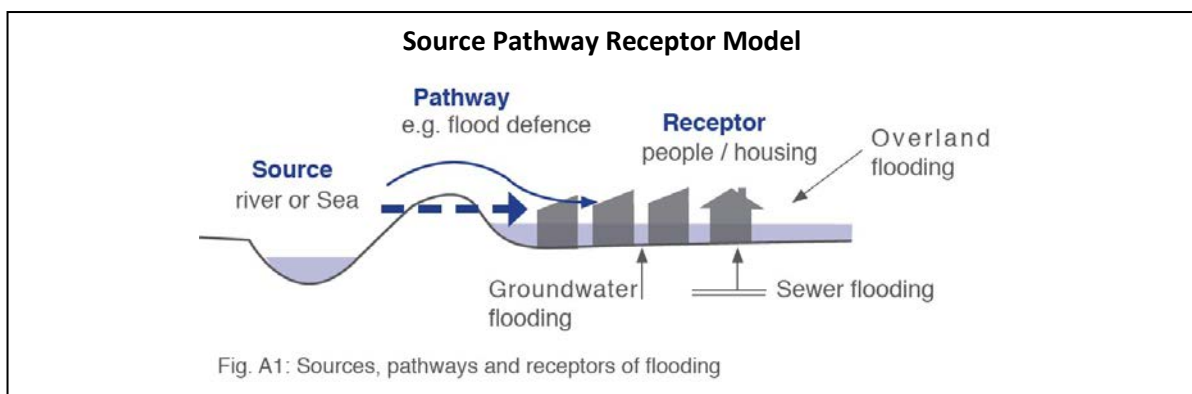 Source Pathway Receptor Model
Pathway
e.g. flood defence
Receptor
people / housing
Overland
flooding
Source
river or Sea
Groundwater
flooding
Sewer flooding
Fig. A1: Sources, pathways and receptors of flooding